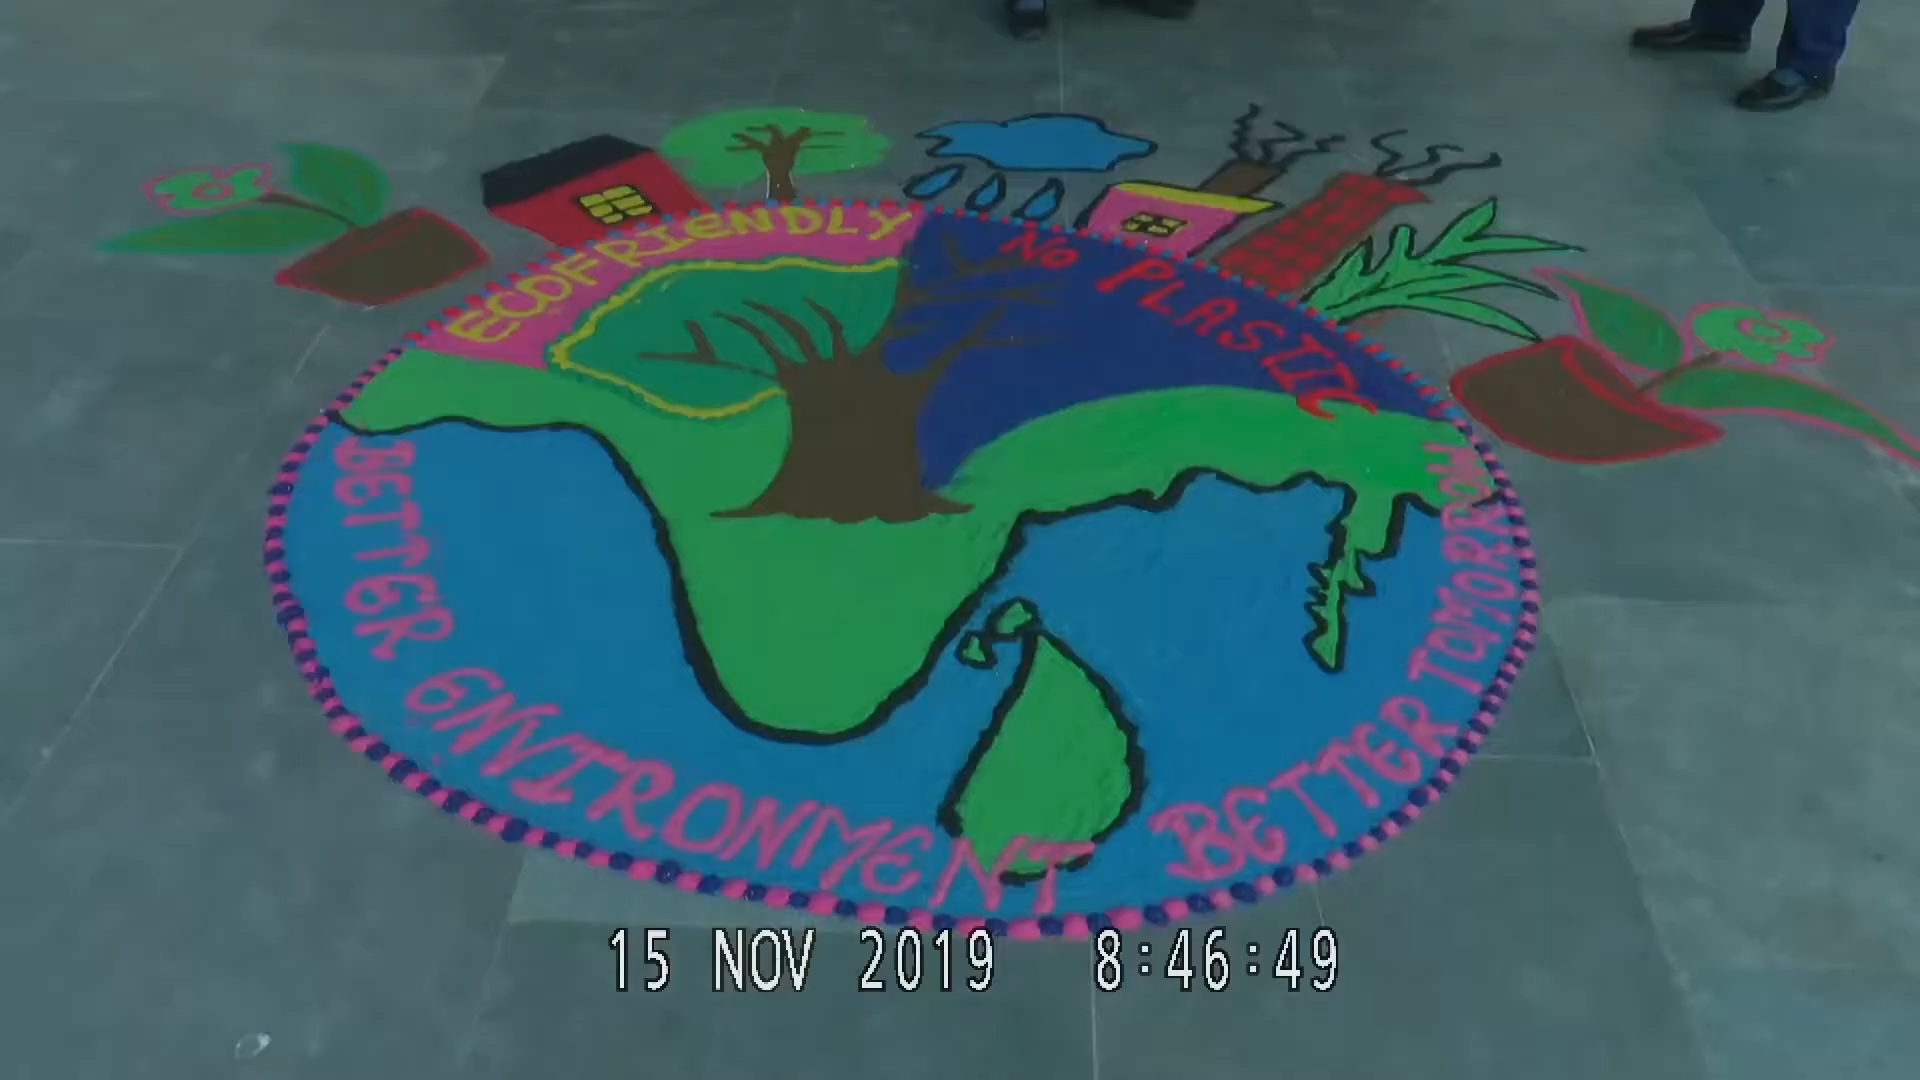 ECOFRIENDLY
NO PLASTIC
BETTER ENVIRONMENT BETTER TOMORROW
15 NOV 2019 8:46:49